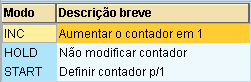 Modo Descrição breve
INC Aumentar o contador em 1
HOLD Não modificar contador
START Definir contador p/1